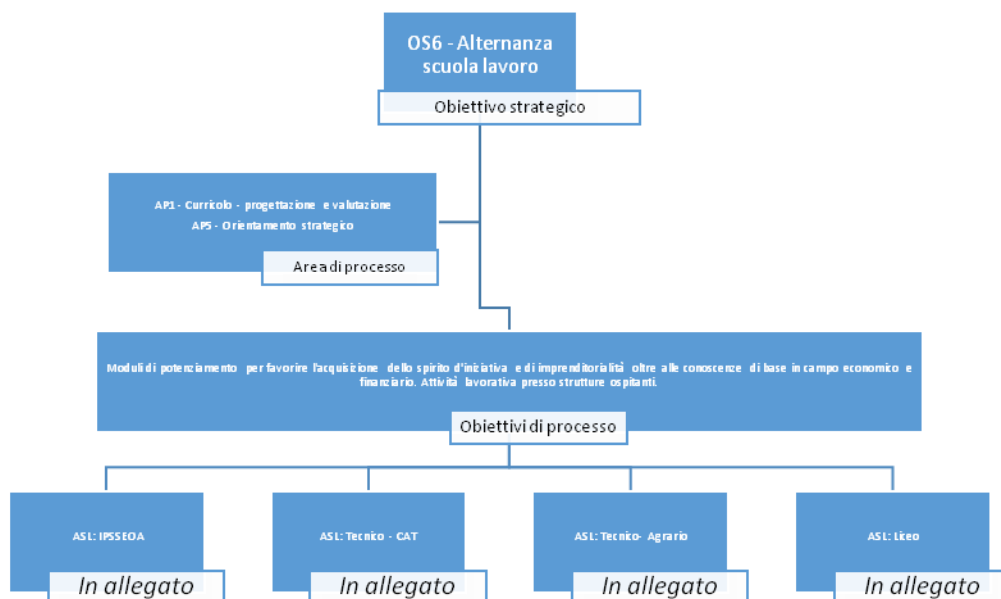 OS6 - Alternanza
scuola lavoro
Obiettivo strategico
AP1 - Curricolo - progettazione e valutazione
AP5 - Orientamento strategico
Area di processo
Moduli di potenziamento per favorire l'acquisizione dello spirito d'iniziativa e di imprenditorialità oltre alle conoscenze di base in campo economico e
finanziario. Attività lavorativa presso strutture ospitanti.
Obiettivi di processo
ASL: IPSSEOA
In allegato
ASL: Tecnico - CAT
In allegato
ASL: Tecnico- Agrario
In allegato
ASL: Liceo
In allegato